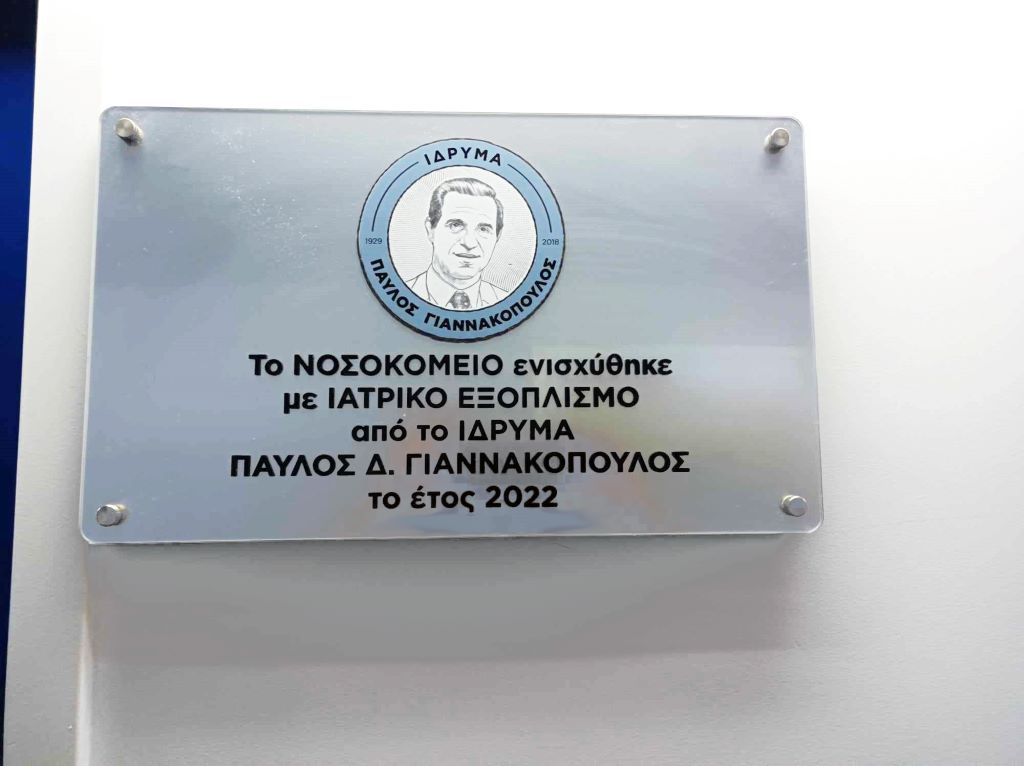 ΙΔΡΥΜΑ
1929 2018
ΠΑΥΛΟΣ ΓΙΑΝΝΑΚΟΠΟΥΛΟΣ
Το ΝΟΣΟΚΟΜΕΙΟ ενισχύθηκε
με ΙΑΤΡΙΚΟ ΕΞΟΠΛΙΣΜΟ
από το ΙΔΡΥΜΑ
ΠΑΥΛΟΣ Δ. ΓΙΑΝΝΑΚΟΠΟΥΛΟΣ
το έτος 2022